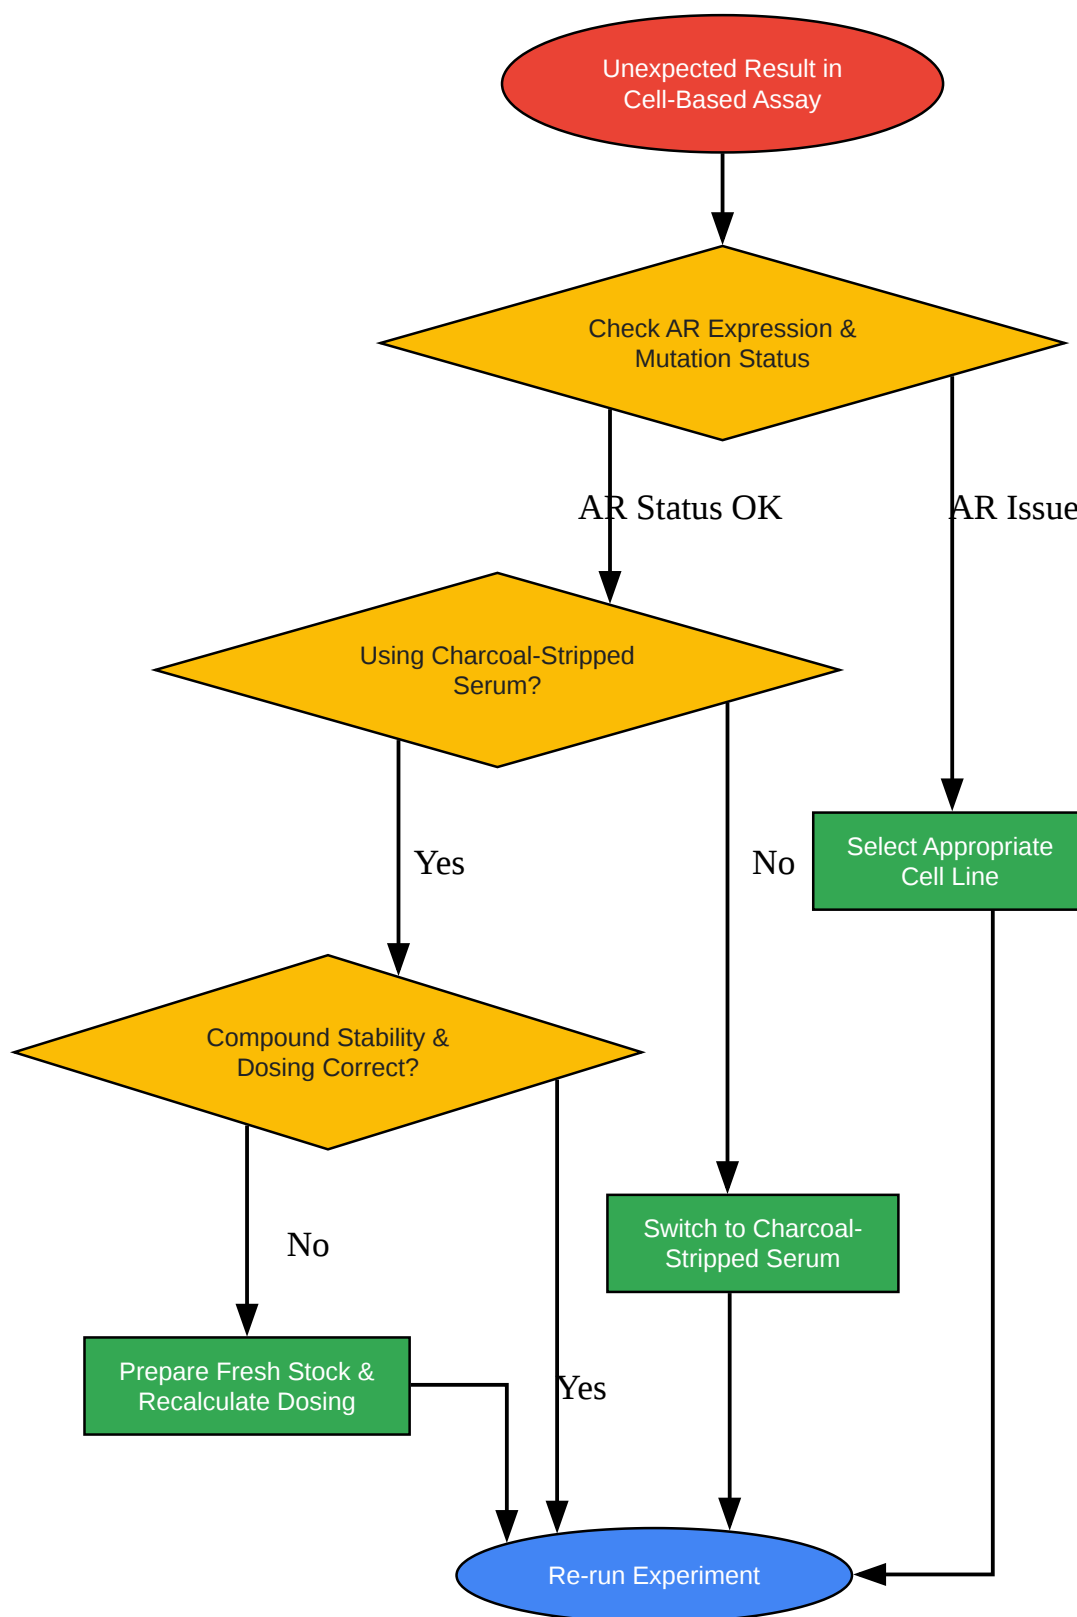 Unexpected Result in
Cell-Based Assay
Check AR Expression &
Mutation Status
AR Status OK
AR Issue
Using Charcoal-Stripped
Serum?
Yes
No
Select Appropriate
Cell Line
Compound Stability &
Dosing Correct?
No
Switch to Charcoal-
Stripped Serum
Prepare Fresh Stock &
Recalculate Dosing
Yes
Re-run Experiment